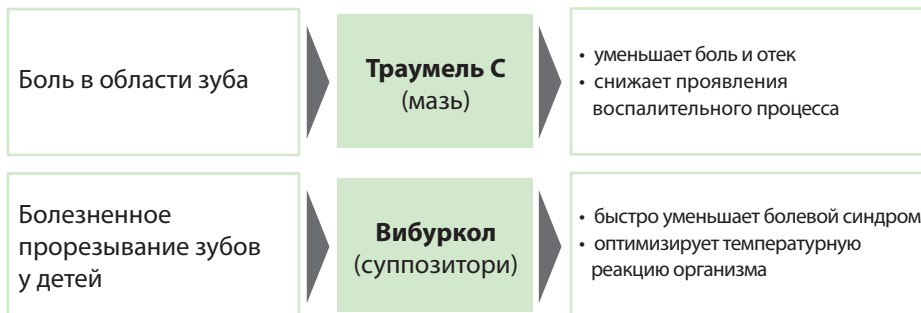 Боль в области зуба
Траумель С
(мазь)
• уменьшает боль и отек
• снижает проявления
воспалительного процесса
Болезненное
прорезывание зубов
у детей
Вибуркол
(суппозитори)
• быстро уменьшает болевой синдром
• оптимизирует температурную
реакцию организма